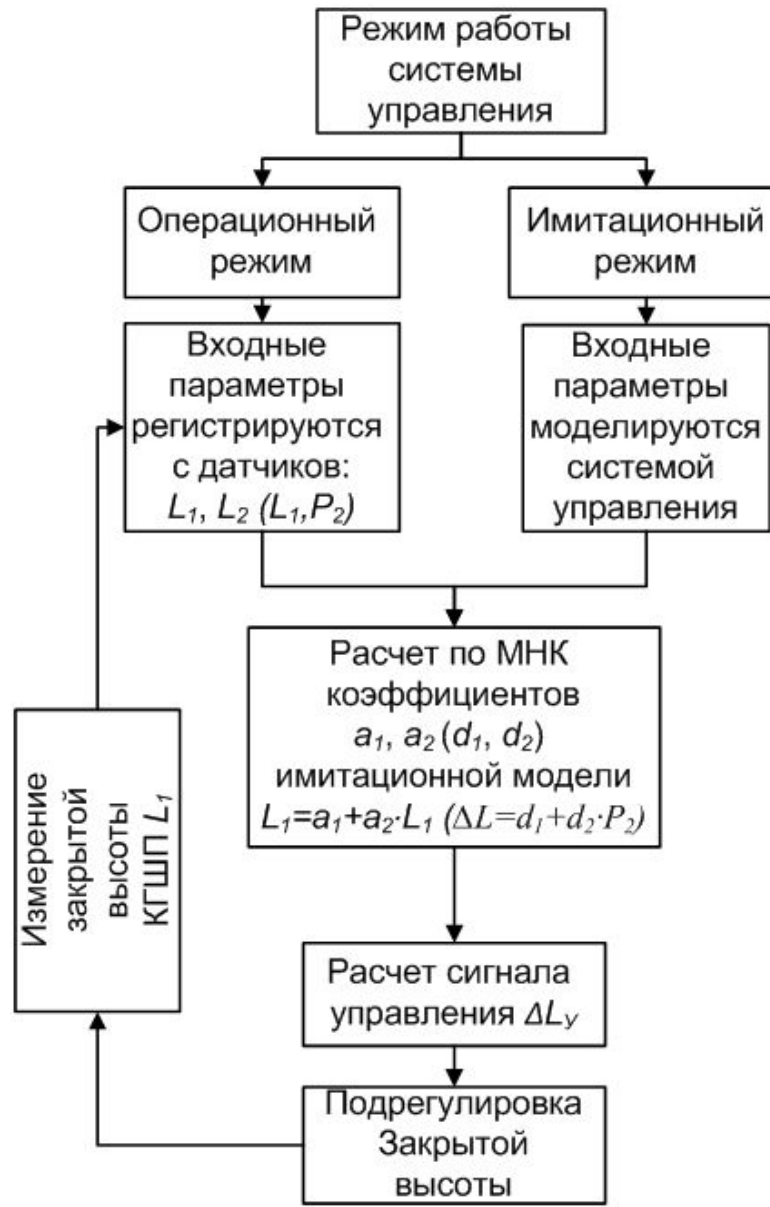 Режим работы
системы
управления
Операционный
режим
Имитационный
режим
Входные
параметры
регистрируются
с датчиков:
L₁, L₂ (L₁,P₂)
Входные
параметры
моделируются
системой
управления
Расчет по МНК
коэффициентов
a₁, a₂ (d₁, d₂)
имитационной модели
L₁=a₁+a₂·L₁ (ΔL=d₁+d₂·P₂)
Измерение
закрытой
высоты
КГШП L₁
Расчет сигнала
управления ΔLу
Подрегулировка
Закрытой
высоты